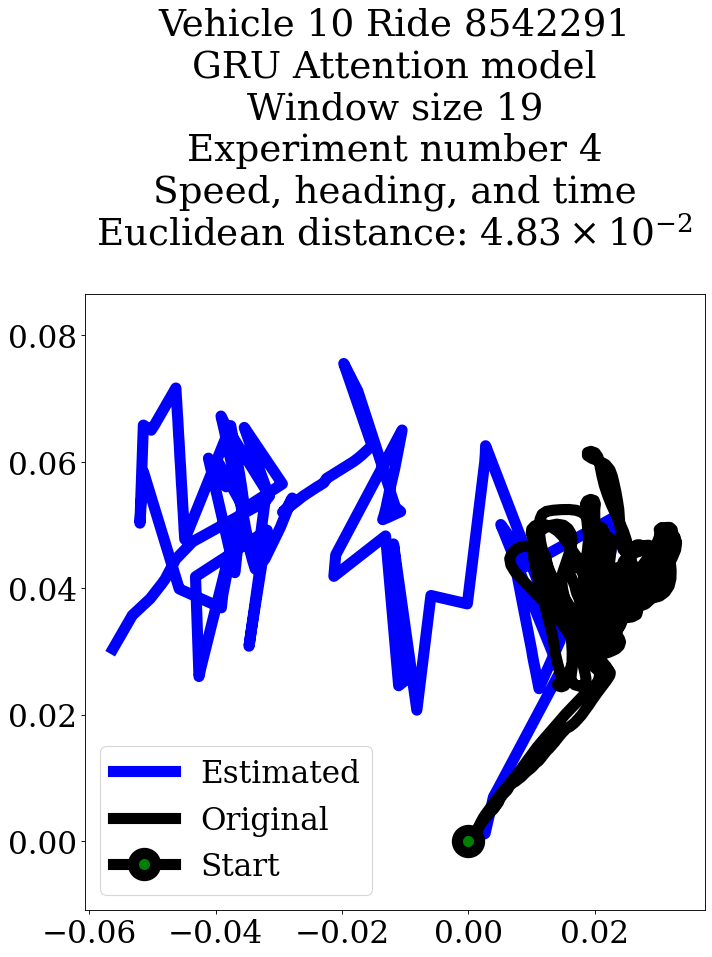 Vehicle 10 Ride 8542291
GRU Attention model
Window size 19
Experiment number 4
Speed, heading, and time
Euclidean distance: 4.83 × 10⁻²
0.08
0.06
0.04
0.02
0.00
Estimated
Original
Start
−0.06 −0.04 −0.02 0.00 0.02